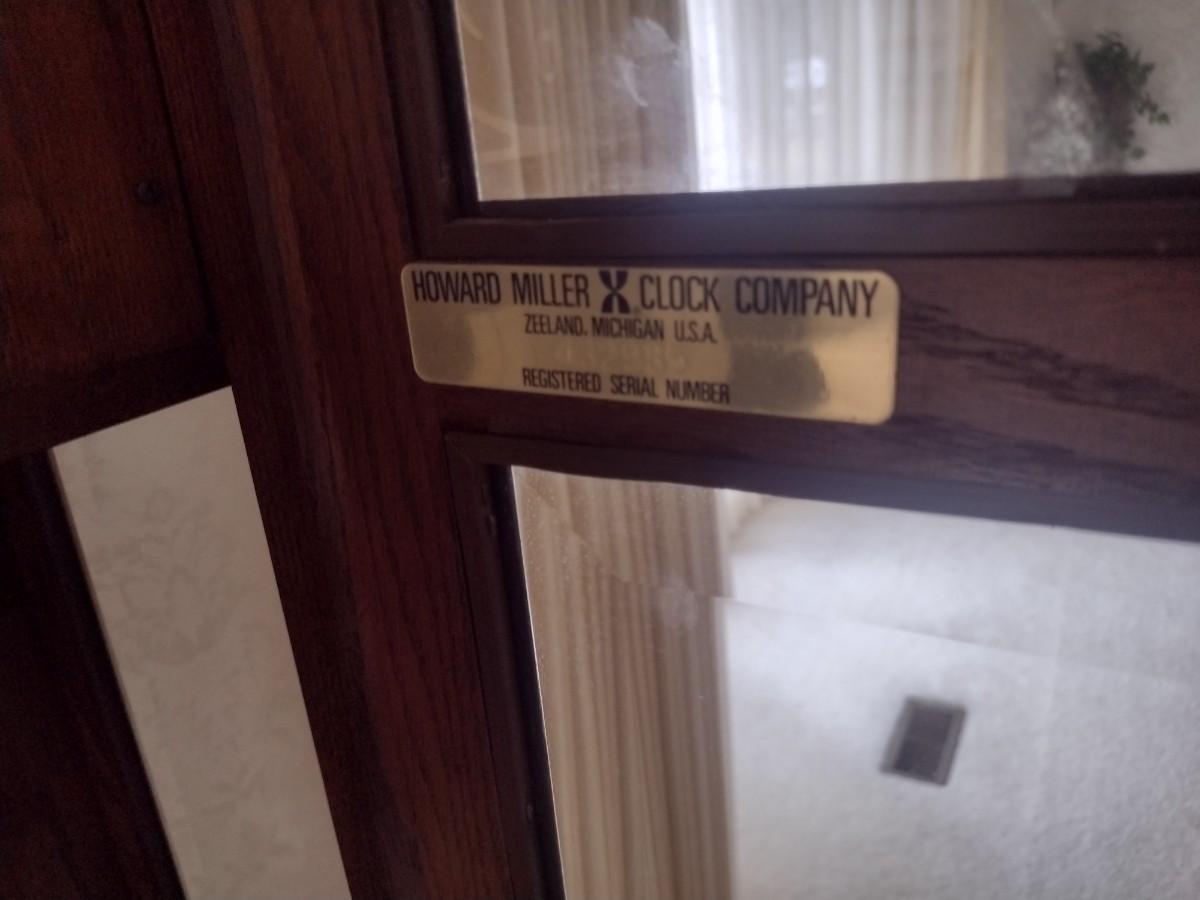 HOWARD MILLER CLOCK COMPANY
ZEELAND, MICHIGAN U.S.A.
REGISTERED SERIAL NUMBER